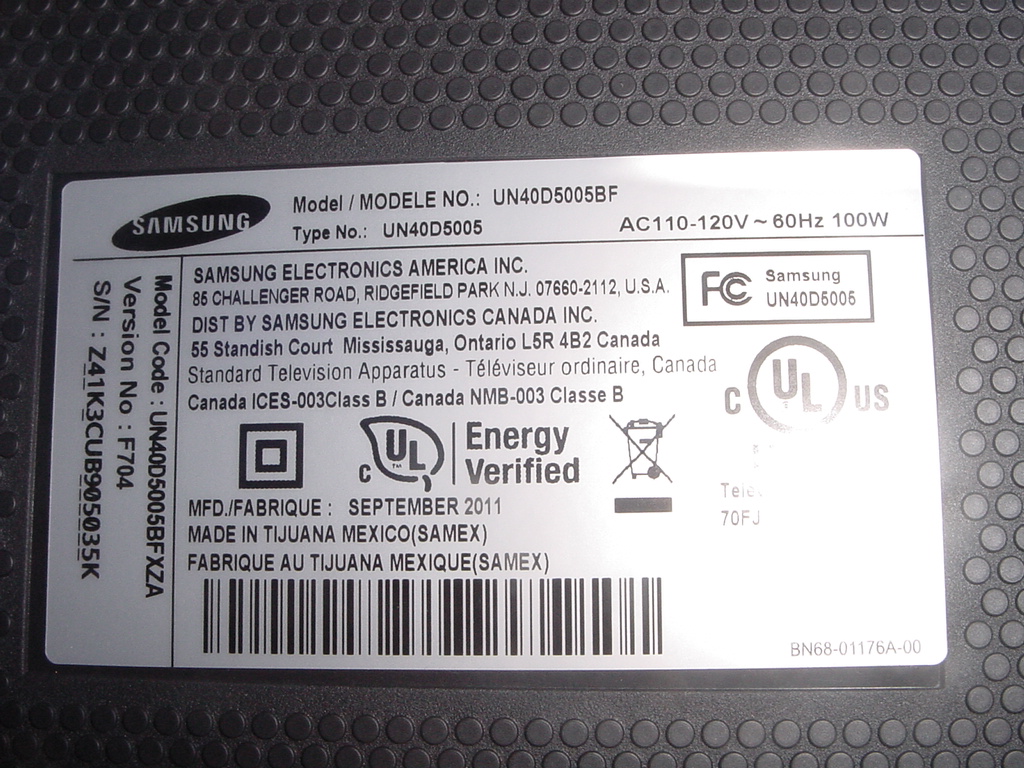 SAMSUNG
Model / MODELE NO.: UN40D5005BF
Type No.: UN40D5005
AC110-120V ~ 60Hz 100W
Model Code : UN40D5005BFXZA
Version No : F704
S/N : Z41K3CUB905035K
SAMSUNG ELECTRONICS AMERICA INC.
85 CHALLENGER ROAD, RIDGEFIELD PARK N.J. 07660-2112, U.S.A.
DIST BY SAMSUNG ELECTRONICS CANADA INC.
55 Standish Court Mississauga, Ontario L5R 4B2 Canada
Standard Television Apparatus - Téléviseur ordinaire, Canada
Canada ICES-003Class B / Canada NMB-003 Classe B
FC Samsung
UN40D5005
C UL US
C UL TM Energy
Verified
70FJ
MFD./FABRIQUE : SEPTEMBER 2011
MADE IN TIJUANA MEXICO(SAMEX)
FABRIQUE AU TIJUANA MEXIQUE(SAMEX)
BN68-01176A-00